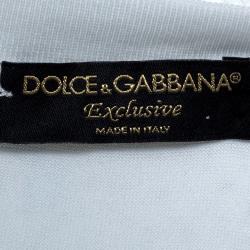 DOLCE & GABBANA®
Exclusive
MADE IN ITALY